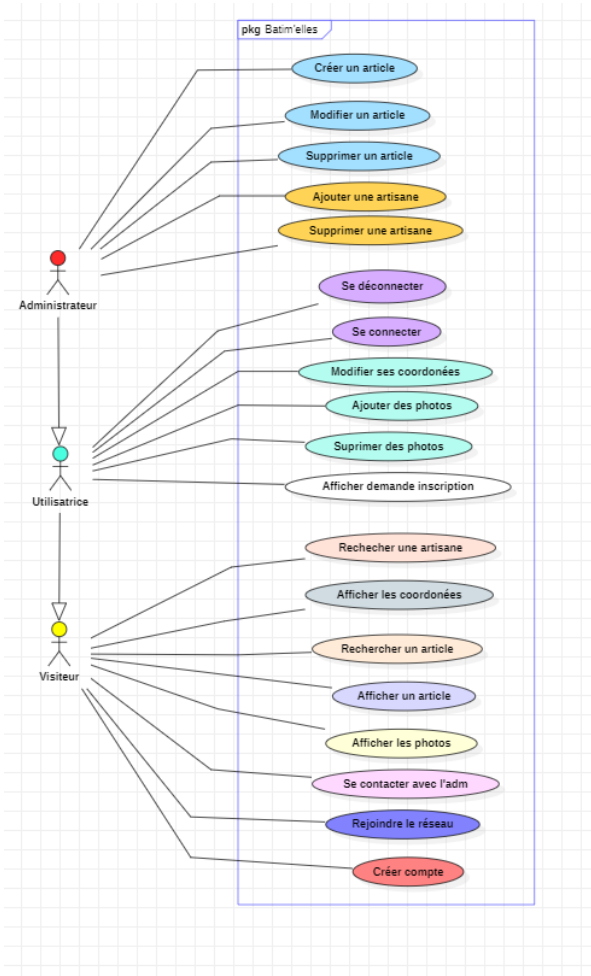 pkg Batim'elles
Créer un article
Modifier un article
Supprimer un article
Ajouter une artisane
Supprimer une artisane
Administrateur
Se déconnecter
Se connecter
Modifier ses coordonées
Ajouter des photos
Suprimer des photos
Utilisatrice
Afficher demande inscription
Rechecher une artisane
Afficher les coordonées
Rechercher un article
Visiteur
Afficher un article
Afficher les photos
Se contacter avec l'adm
Rejoindre le réseau
Créer compte